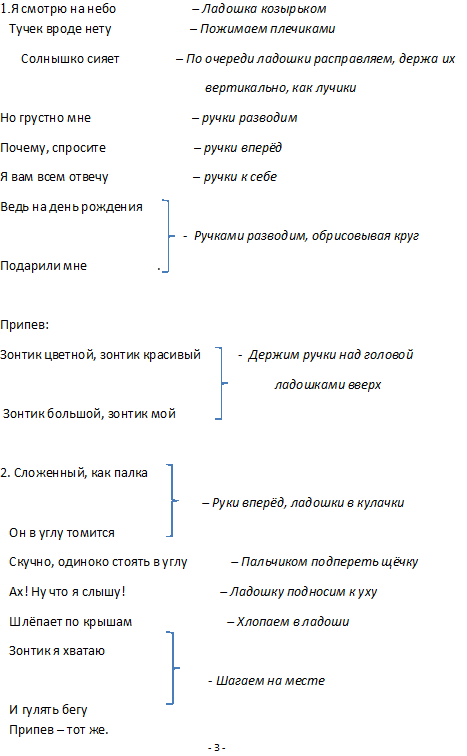 1.Я смотрю на небо – Ладошка козырьком
Тучек вроде нету – Пожимаем плечиками
Солнышко сияет – По очереди ладошки расправляем, держа их
вертикально, как лучики
Но грустно мне – ручки разводим
Почему, спросите – ручки вперёд
Я вам всем отвечу – ручки к себе
Ведь на день рождения
- Ручками разводим, обрисовывая круг
Подарили мне .
Припев:
Зонтик цветной, зонтик красивый - Держим ручки над головой
ладошками вверх
Зонтик большой, зонтик мой
2. Сложенный, как палка
– Руки вперёд, ладошки в кулачки
Он в углу томится
Скучно, одиноко стоять в углу – Пальчиком подпереть щёчку
Ах! Ну что я слышу! – Ладошку подносим к уху
Шлёпает по крышам – Хлопаем в ладоши
Зонтик я хватаю
- Шагаем на месте
И гулять бегу
Припев – тот же.
- 3 -